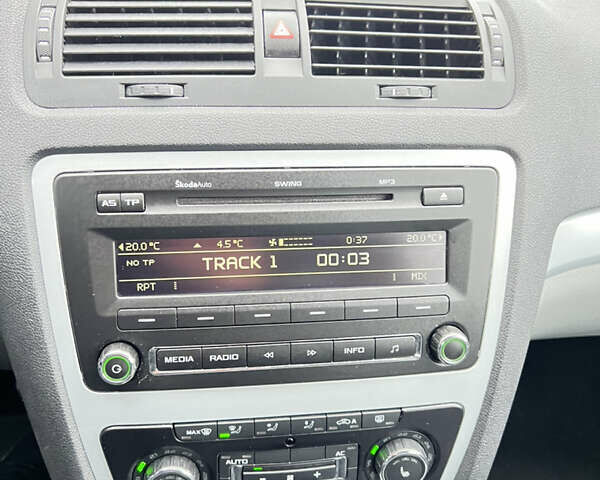 ŠkodaAuto SWING MP3
AS TP
20.0°C 4.5°C 0:37 20.0°C
NO TP TRACK 1 00:03
RPT 1 MIX
MEDIA RADIO INFO
MAX A
AUTO AC